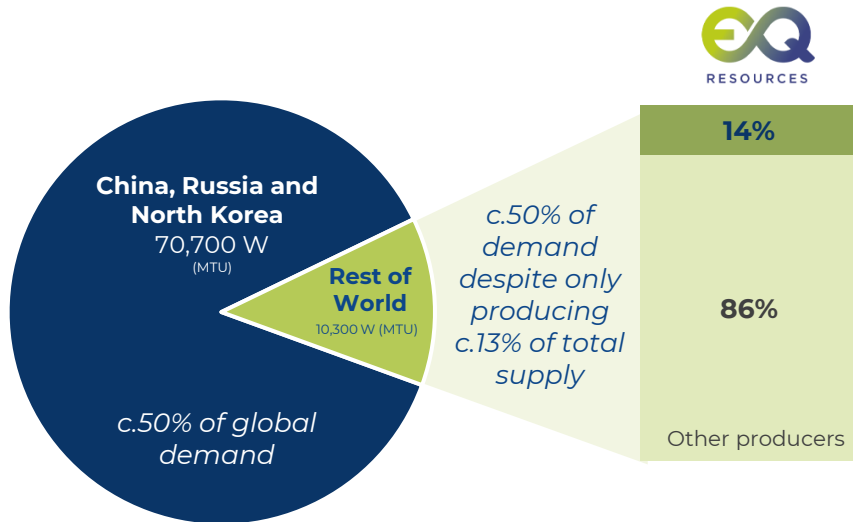 EQ
RESOURCES
14%
China, Russia and
North Korea
70,700 W
(MTU)
Rest of
World
10,300 W (MTU)
c.50% of
demand
despite only
producing
c.13% of total
supply
86%
c.50% of global
demand
Other producers